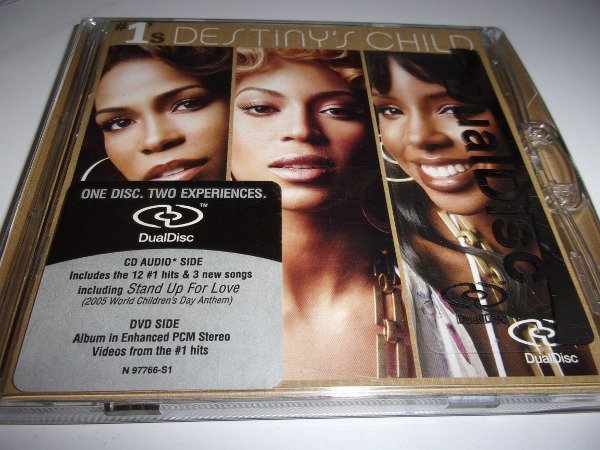 #1's DESTINY'S CHILD
ONE DISC. TWO EXPERIENCES.
TM
DualDisc
CD AUDIO* SIDE
Includes the 12 #1 hits & 3 new songs
including Stand Up For Love
(2005 World Children's Day Anthem)
DVD SIDE
Album in Enhanced PCM Stereo
Videos from the #1 hits
N 97766-S1
DualDisc
DualDisc
DualDisc